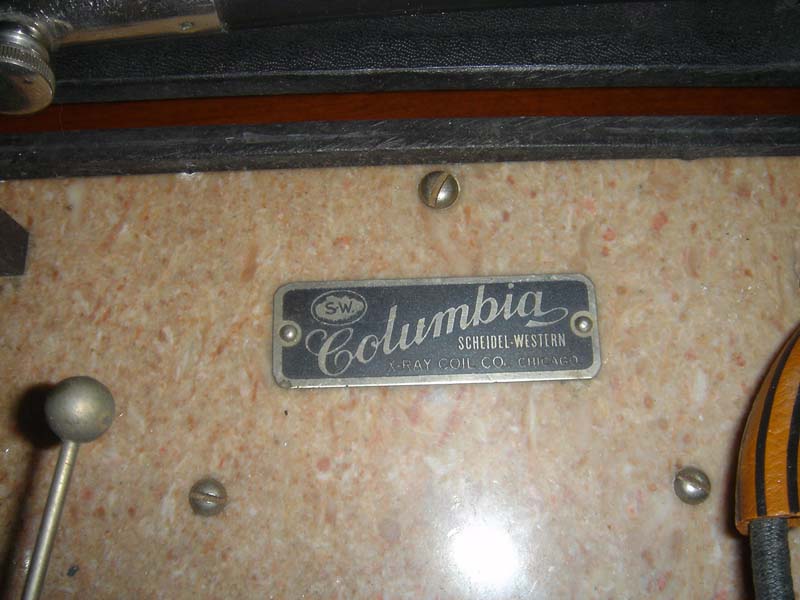 S-W.
Columbia
SCHEIDEL-WESTERN
X-RAY COIL CO., CHICAGO